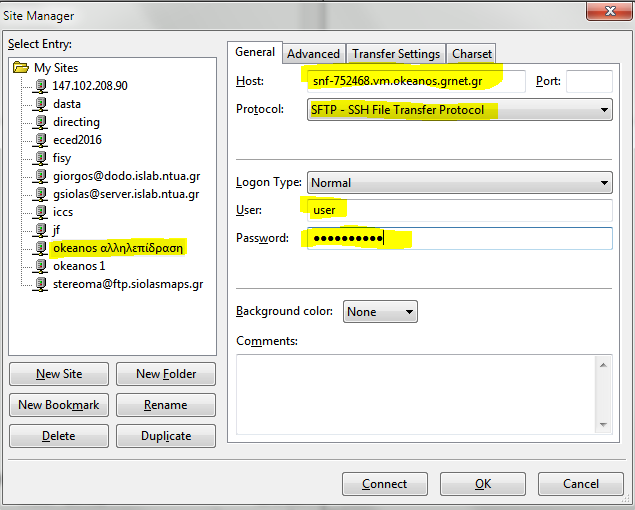 Site Manager
Select Entry:
My Sites
147.102.208.90
dasta
directing
eced2016
fisy
giorgos@dodo.islab.ntua.gr
gsiolas@server.islab.ntua.gr
iccs
jf
okeanos αλληλεπίδραση
okeanos 1
stereoma@ftp.siolasmaps.gr
New Site
New Folder
New Bookmark
Rename
Delete
Duplicate
General
Advanced
Transfer Settings
Charset
Host:
snf-752468.vm.okeanos.grnet.gr
Port:
Protocol:
SFTP - SSH File Transfer Protocol
Logon Type:
Normal
User:
user
Password:
●●●●●●●●●●
Background color:
None
Comments:
Connect
OK
Cancel